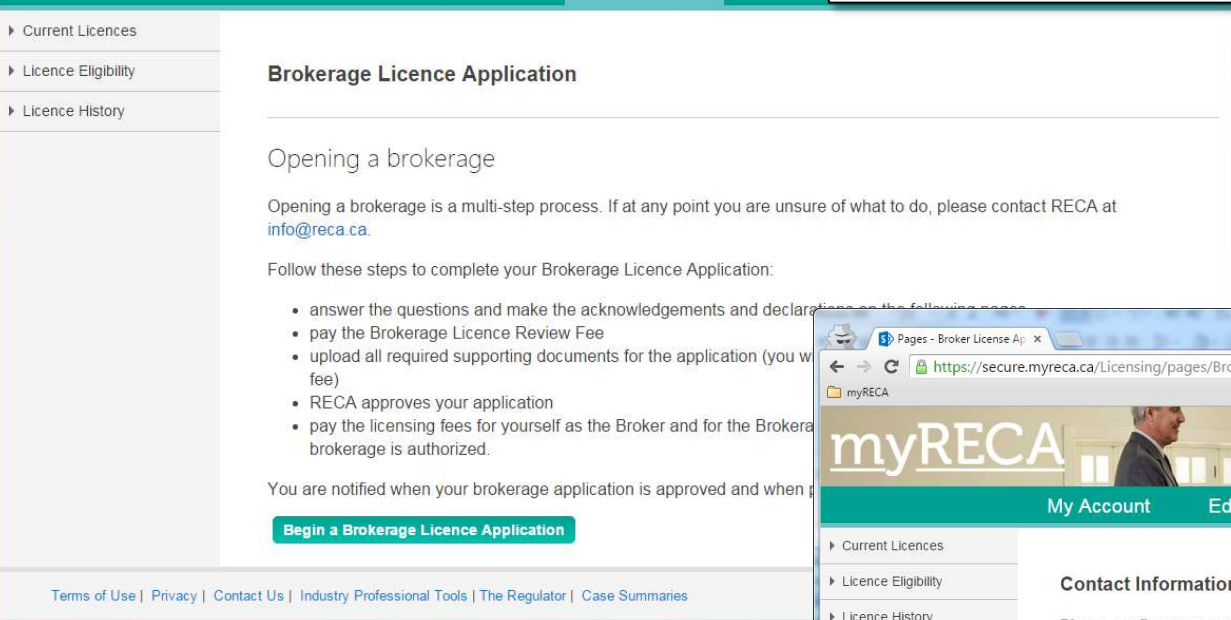 Current Licences
Licence Eligibility
Licence History
Brokerage Licence Application
Opening a brokerage
Opening a brokerage is a multi-step process. If at any point you are unsure of what to do, please contact RECA at
info@reca.ca.
Follow these steps to complete your Brokerage Licence Application:
• answer the questions and make the acknowledgements and declarations on the following pages
• pay the Brokerage Licence Review Fee
• upload all required supporting documents for the application (you
fee)
• RECA approves your application
• pay the licensing fees for yourself as the Broker and for the
brokerage is authorized.
You are notified when your brokerage application is approved and when
Begin a Brokerage Licence Application
Terms of Use | Privacy | Contact Us | Industry Professional Tools | The Regulator | Case Summaries
Pages - Broker License Ap
https://secure.myreca.ca/Licensing/pages/Bro
myRECA
myRECA
My Account Ed
Current Licences
Licence Eligibility
Licence History
Contact Information